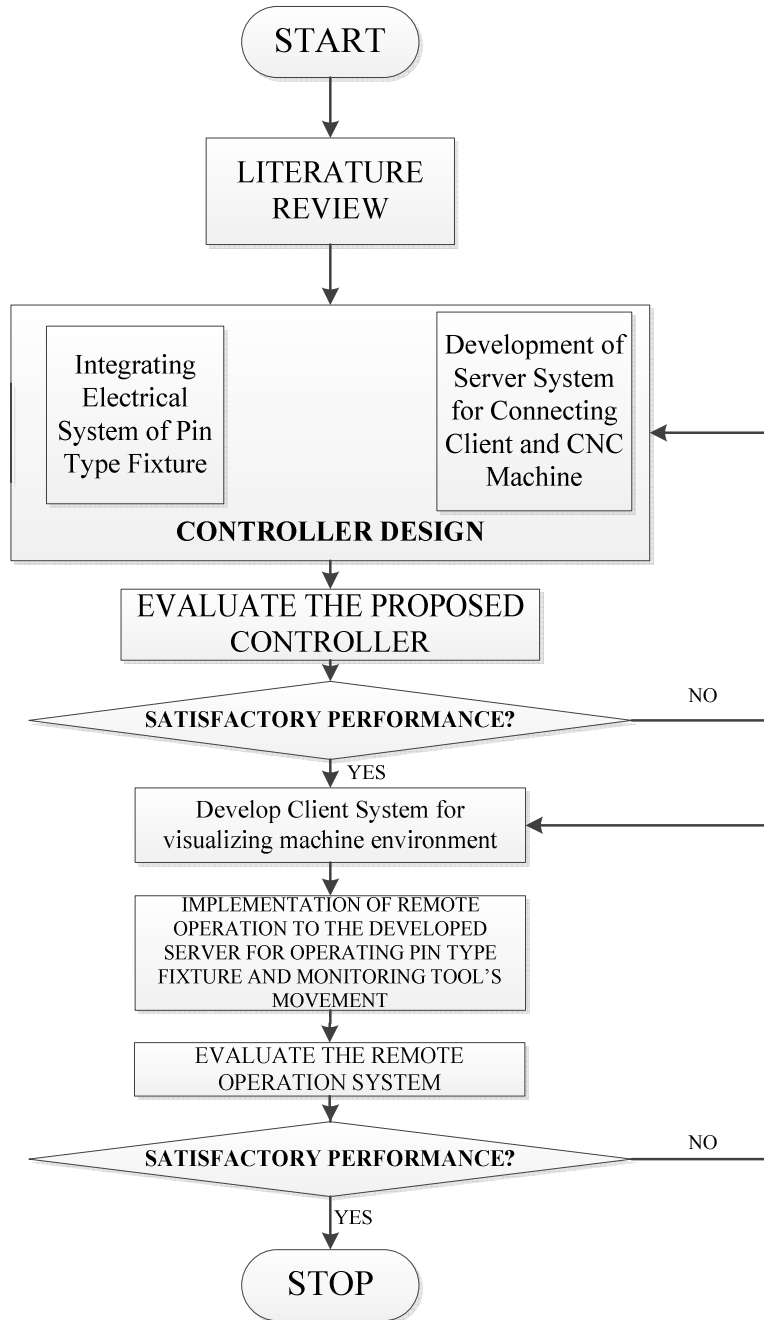 START
LITERATURE
REVIEW
Integrating
Electrical
System of Pin
Type Fixture
Development of
Server System
for Connecting
Client and CNC
Machine
CONTROLLER DESIGN
EVALUATE THE PROPOSED
CONTROLLER
SATISFACTORY PERFORMANCE?
NO
YES
Develop Client System for
visualizing machine environment
IMPLEMENTATION OF REMOTE
OPERATION TO THE DEVELOPED
SERVER FOR OPERATING PIN TYPE
FIXTURE AND MONITORING TOOL'S
MOVEMENT
EVALUATE THE REMOTE
OPERATION SYSTEM
SATISFACTORY PERFORMANCE?
NO
YES
STOP